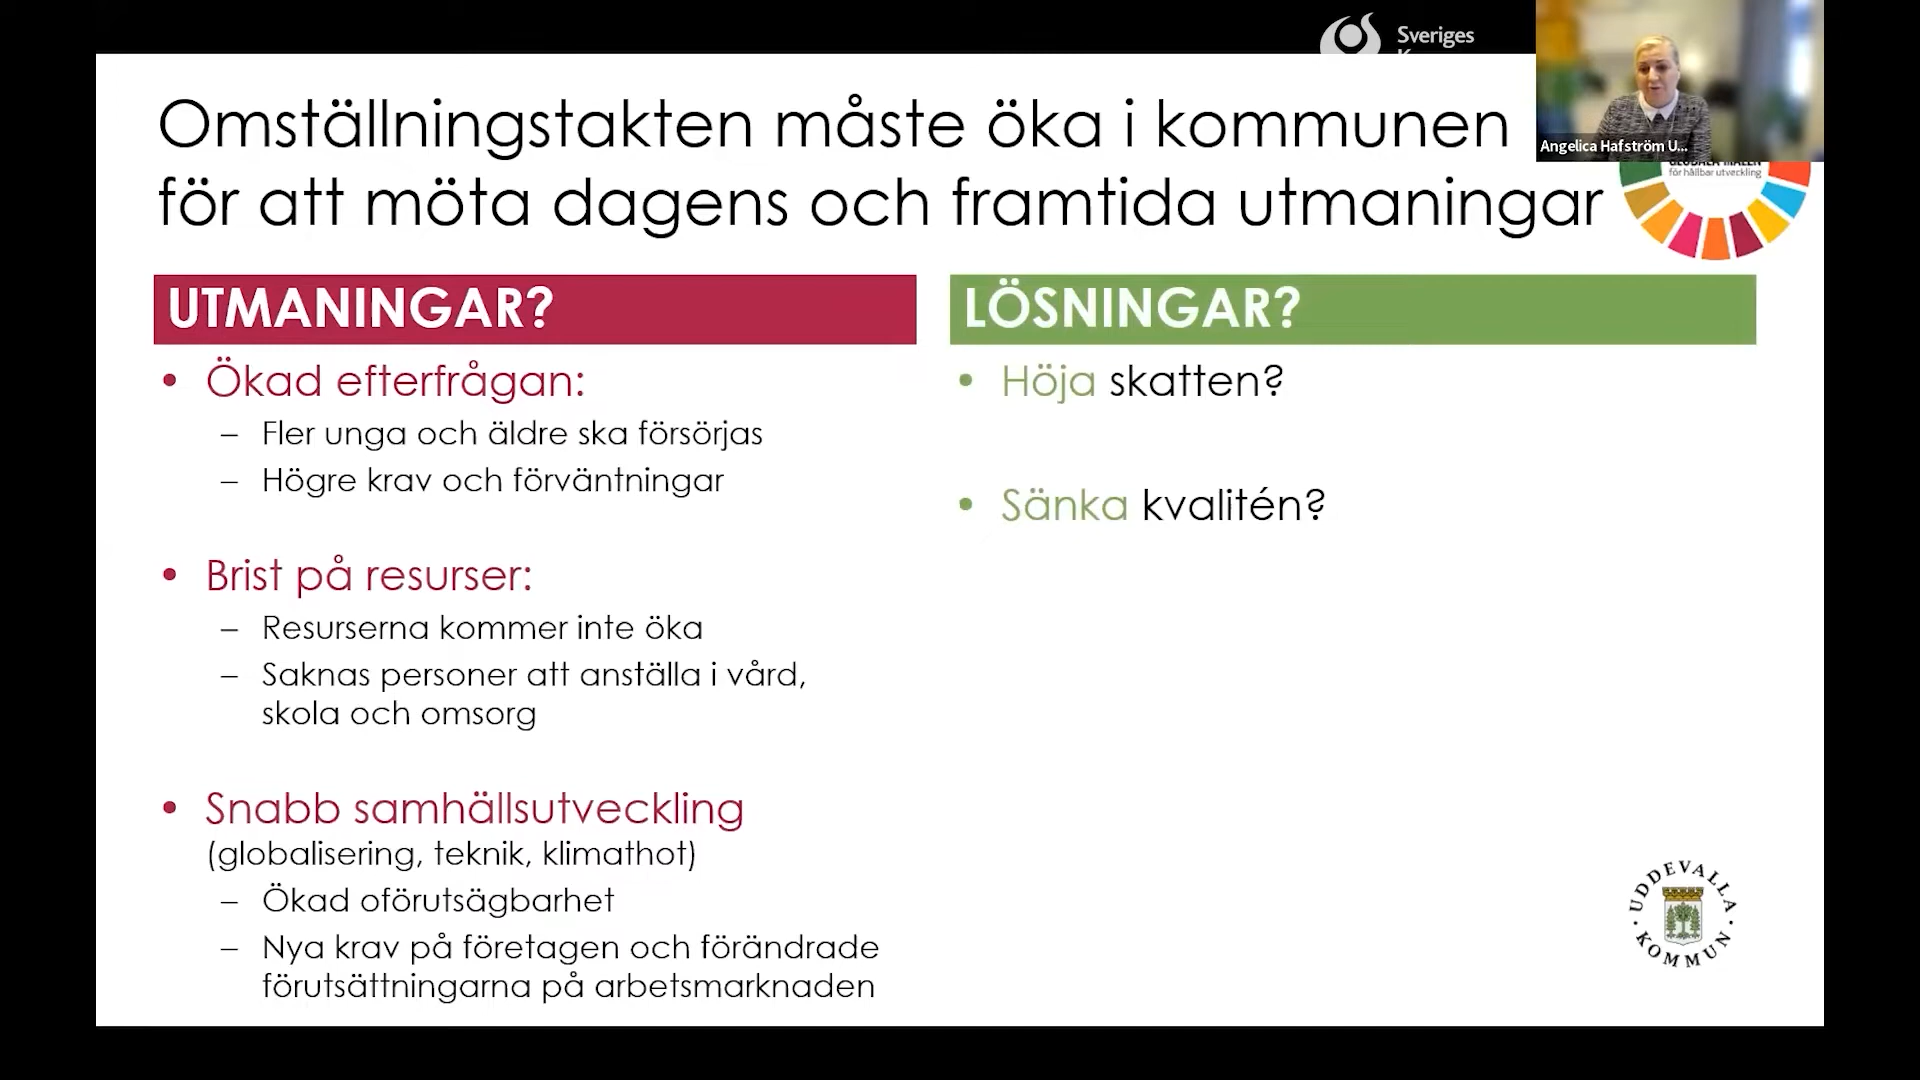 Sveriges
Angelica Hafström U...
Omställningstakten måste öka i kommunen
för att möta dagens och framtida utmaningar
GLOBALA MÅLEN
för hållbar utveckling
UTMANINGAR?
• Ökad efterfrågan:
– Fler unga och äldre ska försörjas
– Högre krav och förväntningar
• Brist på resurser:
– Resurserna kommer inte öka
– Saknas personer att anställa i vård,
skola och omsorg
• Snabb samhällsutveckling
(globalisering, teknik, klimathot)
– Ökad oförutsägbarhet
– Nya krav på företagen och förändrade
förutsättningarna på arbetsmarknaden
LÖSNINGAR?
• Höja skatten?
• Sänka kvalitén?
UDDEVALLA
KOMMUN